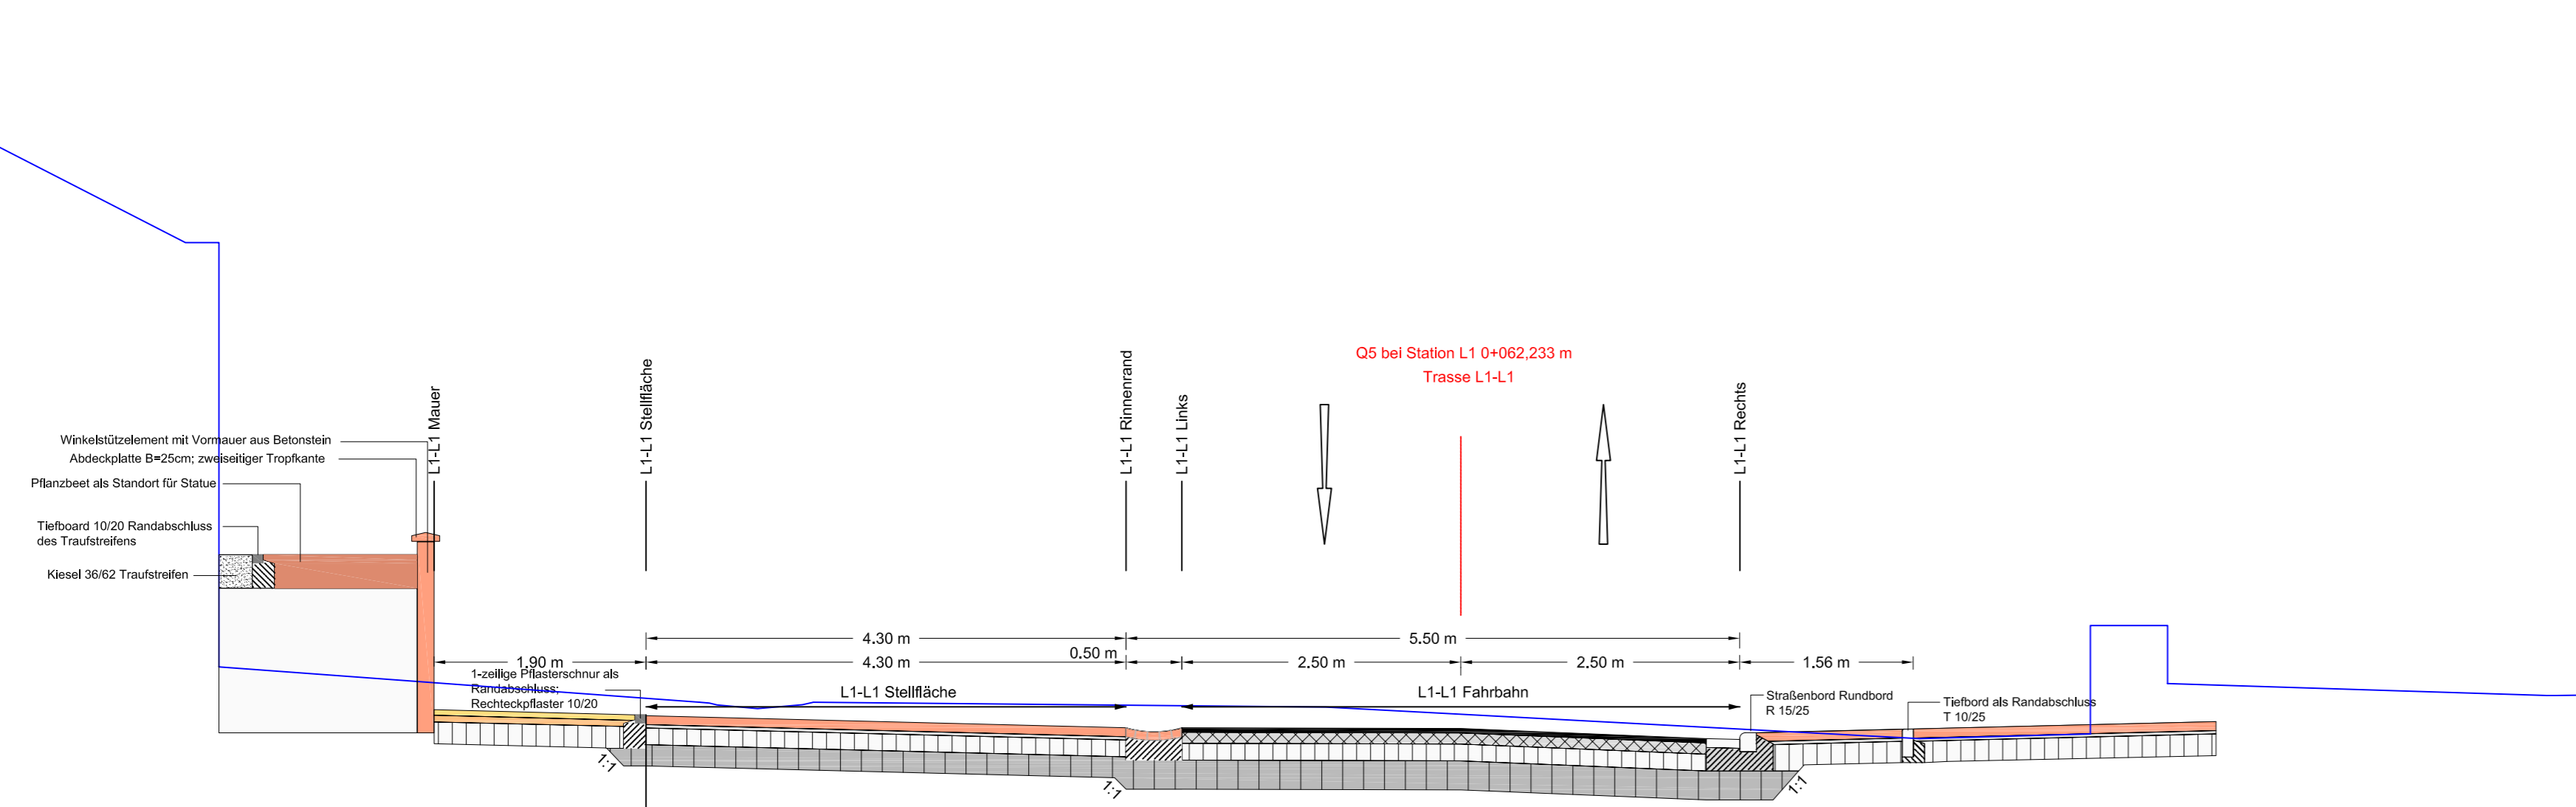 Q5 bei Station L1 0+062,233 m
Trasse L1-L1
L1-L1 Mauer
L1-L1 Stellfläche
L1-L1 Rinnenrand
L1-L1 Links
L1-L1 Rechts
Winkelstützelement mit Vormauer aus Betonstein
Abdeckplatte B=25cm; zweiseitiger Tropfkante
Pflanzbeet als Standort für Statue
Tiefboard 10/20 Randabschluss
des Traufstreifens
Kiesel 36/62 Traufstreifen
4.30 m
5.50 m
1.90 m
4.30 m
0.50 m
2.50 m
2.50 m
1.56 m
1-zeilige Pflasterschnur als
Randabschluss;
Rechteckpflaster 10/20
L1-L1 Stellfläche
L1-L1 Fahrbahn
Straßenbord Rundbord
R 15/25
Tiefbord als Randabschluss
T 10/25
1:1
1:1
1:1